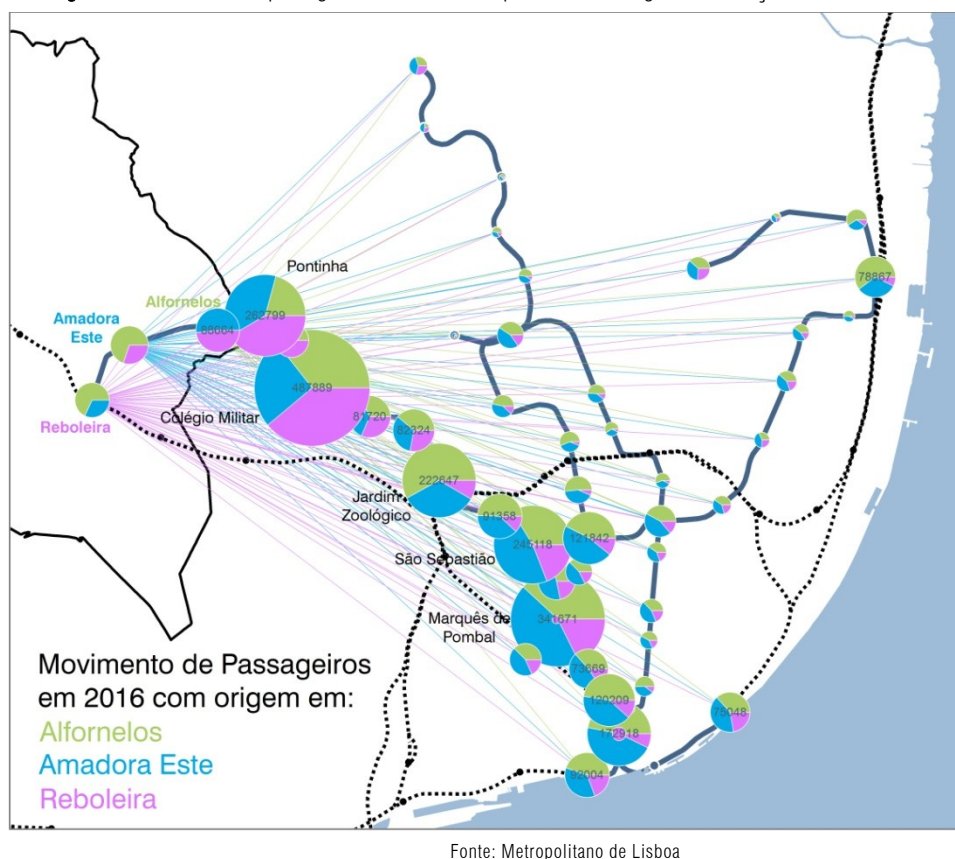 Pontinha
Alfornelos
262799
88664
78867
Amadora
Este
487889
Colégio Militar
Reboleira
81720
82324
222647
Jardim
Zoológico
91358
121842
245118
São Sebastião
341671
Marquês de
Pombal
73669
Movimento de Passageiros
em 2016 com origem em:
Alfornelos
Amadora Este
Reboleira
120209
75048
172918
92004
Fonte: Metropolitano de Lisboa